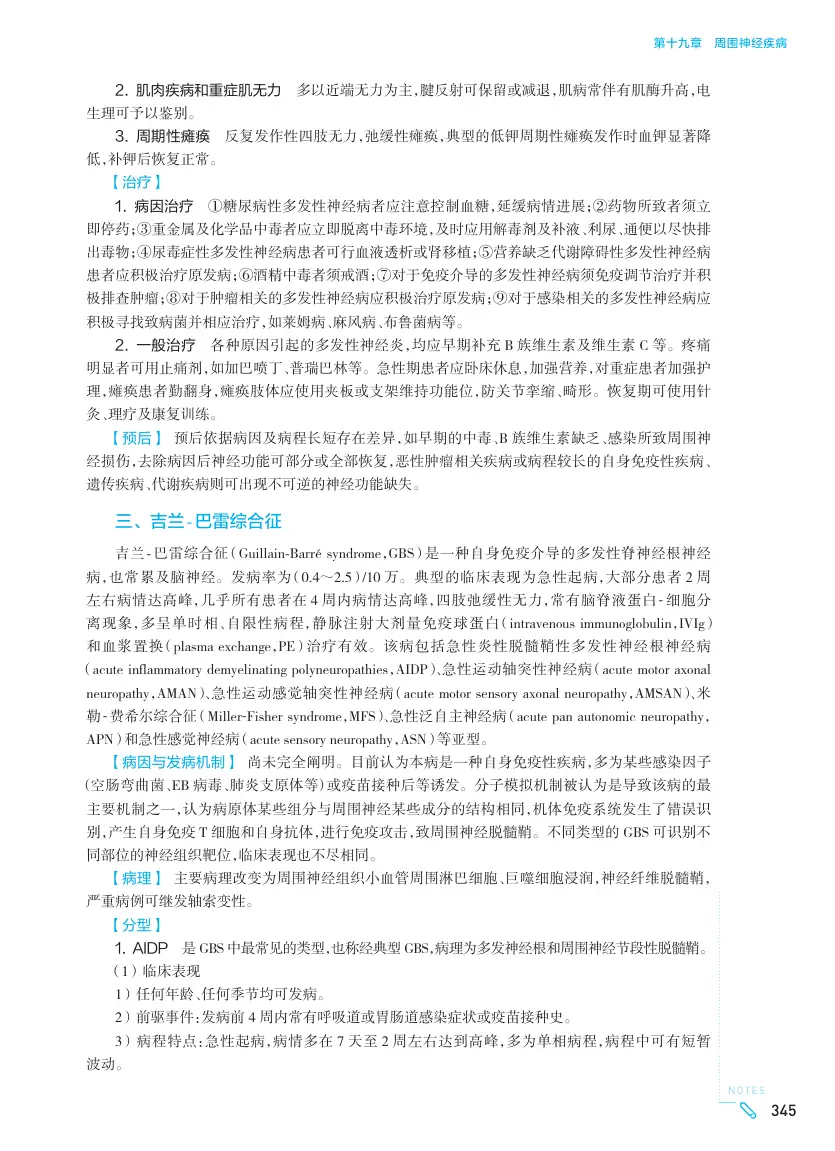 第十九章 周围神经疾病
2. 肌肉疾病和重症肌无力 多以近端无力为主,腱反射可保留或减退,肌病常伴有肌酶升高,电
生理可予以鉴别。
3. 周期性瘫痪 反复发作性四肢无力,弛缓性瘫痪,典型的低钾周期性瘫痪发作时血钾显著降
低,补钾后恢复正常。
【治疗】
1. 病因治疗 ①糖尿病性多发性神经病者应注意控制血糖,延缓病情进展;②药物所致者须立
即停药;③重金属及化学品中毒者应立即脱离中毒环境,及时应用解毒剂及补液、利尿、通便以尽快排
出毒物;④尿毒症性多发性神经病患者可行血液透析或肾移植;⑤营养缺乏代谢障碍性多发性神经病
患者应积极治疗原发病;⑥酒精中毒者须戒酒;⑦对于免疫介导的多发性神经病须免疫调节治疗并积
极排查肿瘤;⑧对于肿瘤相关的多发性神经病应积极治疗原发病;⑨对于感染相关的多发性神经病应
积极寻找致病菌并相应治疗,如莱姆病、麻风病、布鲁菌病等。
2. 一般治疗 各种原因引起的多发性神经炎,均应早期补充 B 族维生素及维生素 C 等。疼痛
明显者可用止痛剂,如加巴喷丁、普瑞巴林等。急性期患者应卧床休息,加强营养,对重症患者加强护
理,瘫痪患者勤翻身,瘫痪肢体应使用夹板或支架维持功能位,防关节挛缩、畸形。恢复期可使用针
灸、理疗及康复训练。
【预后】 预后依据病因及病程长短存在差异,如早期的中毒、B 族维生素缺乏、感染所致周围神
经损伤,去除病因后神经功能可部分或全部恢复,恶性肿瘤相关疾病或病程较长的自身免疫性疾病、
遗传疾病、代谢疾病则可出现不可逆的神经功能缺失。
三、吉兰-巴雷综合征
吉兰-巴雷综合征(Guillain-Barré syndrome,GBS)是一种自身免疫介导的多发性脊神经根神经
病,也常累及脑神经。发病率为(0.4~2.5)/10 万。典型的临床表现为急性起病,大部分患者 2 周
左右病情达高峰,几乎所有患者在 4 周内病情达高峰,四肢弛缓性无力,常有脑脊液蛋白-细胞分
离现象,多呈单时相、自限性病程,静脉注射大剂量免疫球蛋白(intravenous immunoglobulin,IVIg)
和血浆置换(plasma exchange,PE)治疗有效。该病包括急性炎性脱髓鞘性多发性神经根神经病
(acute inflammatory demyelinating polyneuropathies,AIDP)、急性运动轴突性神经病(acute motor axonal
neuropathy,AMAN)、急性运动感觉轴突性神经病(acute motor sensory axonal neuropathy,AMSAN)、米
勒-费希尔综合征(Miller-Fisher syndrome,MFS)、急性泛自主神经病(acute pan autonomic neuropathy,
APN)和急性感觉神经病(acute sensory neuropathy,ASN)等亚型。
【病因与发病机制】 尚未完全阐明。目前认为本病是一种自身免疫性疾病,多为某些感染因子
(空肠弯曲菌、EB 病毒、肺炎支原体等)或疫苗接种后等诱发。分子模拟机制被认为是导致该病的最
主要机制之一,认为病原体某些组分与周围神经某些成分的结构相同,机体免疫系统发生了错误识
别,产生自身免疫 T 细胞和自身抗体,进行免疫攻击,致周围神经脱髓鞘。不同类型的 GBS 可识别不
同部位的神经组织靶位,临床表现也不尽相同。
【病理】 主要病理改变为周围神经组织小血管周围淋巴细胞、巨噬细胞浸润,神经纤维脱髓鞘,
严重病例可继发轴索变性。
【分型】
1. AIDP 是 GBS 中最常见的类型,也称经典型 GBS,病理为多发神经根和周围神经节段性脱髓鞘。
(1)临床表现
1)任何年龄、任何季节均可发病。
2)前驱事件:发病前 4 周内常有呼吸道或胃肠道感染症状或疫苗接种史。
3)病程特点:急性起病,病情多在 7 天至 2 周左右达到高峰,多为单相病程,病程中可有短暂
波动。
NOTES
345